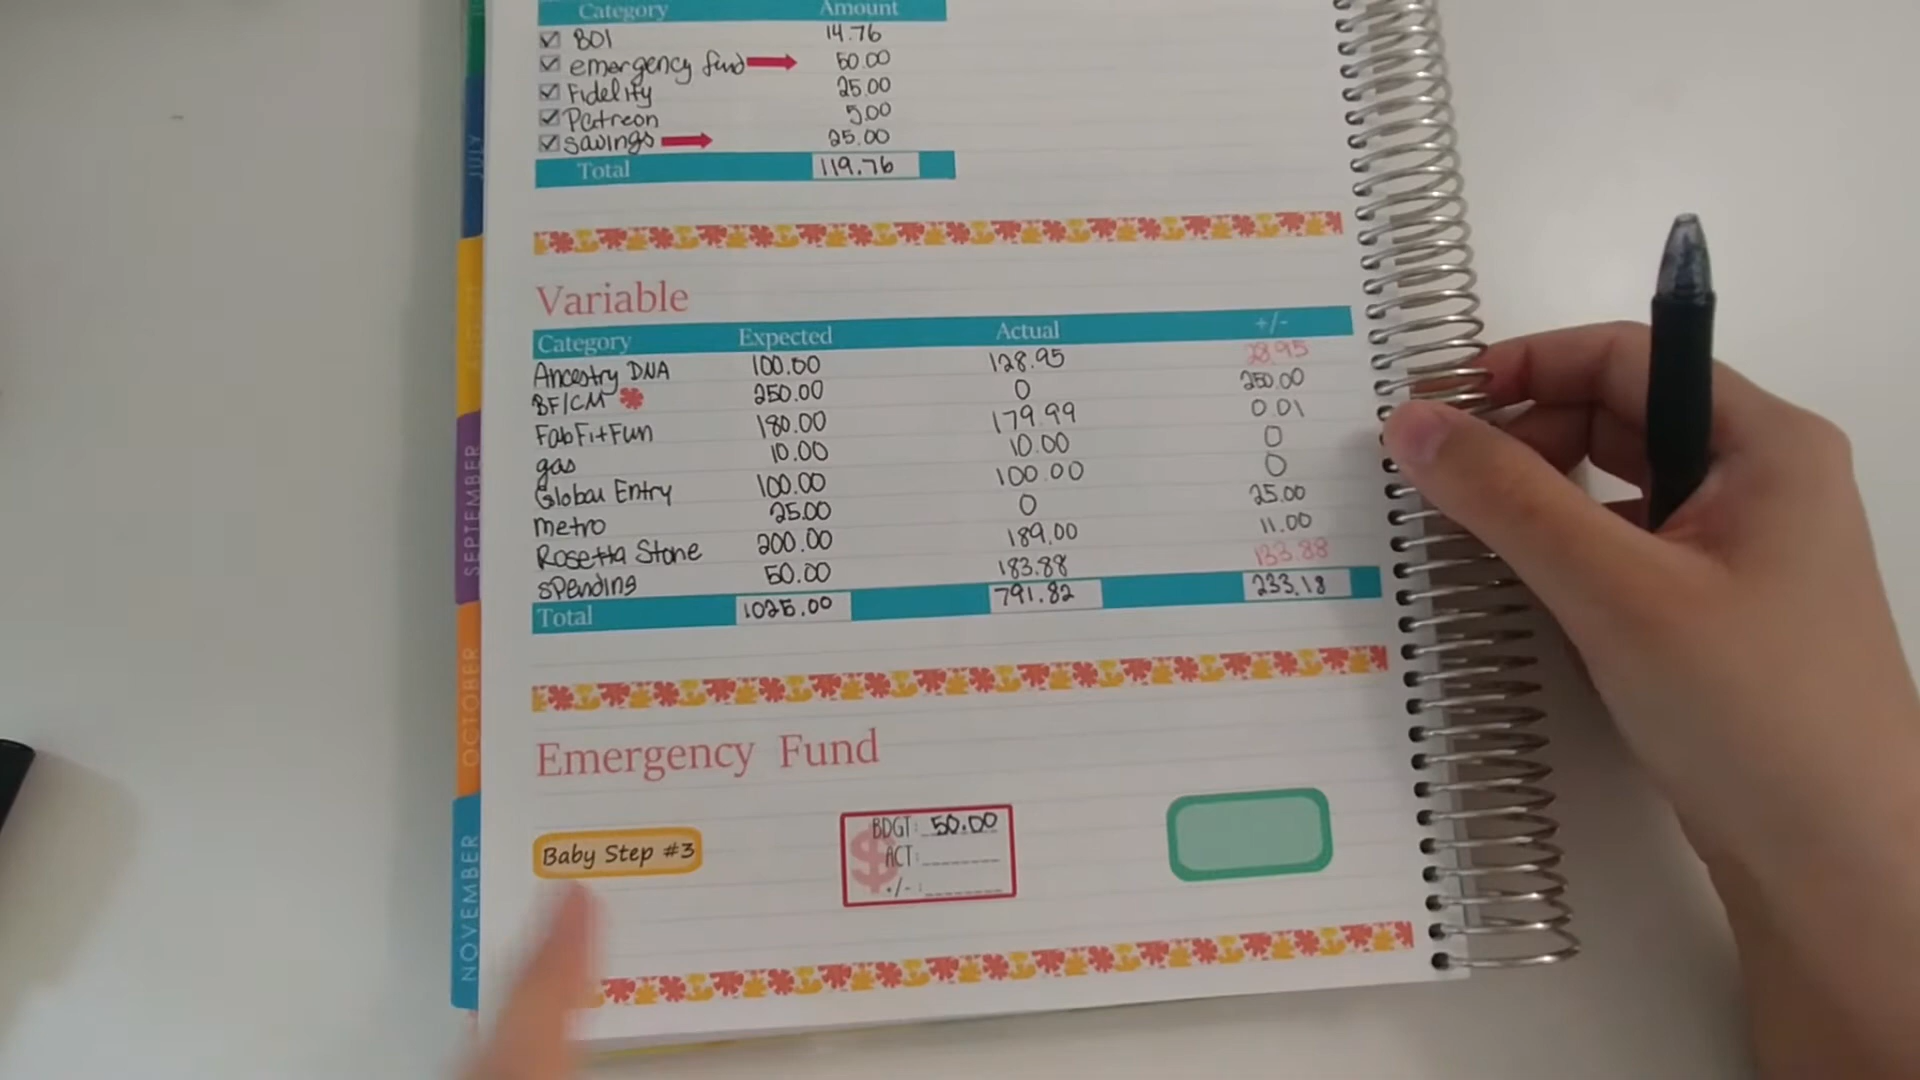 Category Amount
BOI 14.76
emergency fund 50.00
Fidelity 25.00
Patreon 5.00
savings 25.00
Total 119.76
Variable
Category Expected Actual +/-
Ancestry DNA 100.00 128.95 28.95
BF/CM 250.00 0 250.00
FabFitFun 180.00 179.99 0.01
gas 10.00 10.00 0
Global Entry 100.00 100.00 0
metro 25.00 0 25.00
Rosetta Stone 200.00 189.00 11.00
spending 50.00 183.88 133.88
Total 1025.00 791.82 233.18
Emergency Fund
Baby Step #3
BDGT: 50.00
ACT:
+/- :
JULY
SEPTEMBER
OCTOBER
NOVEMBER